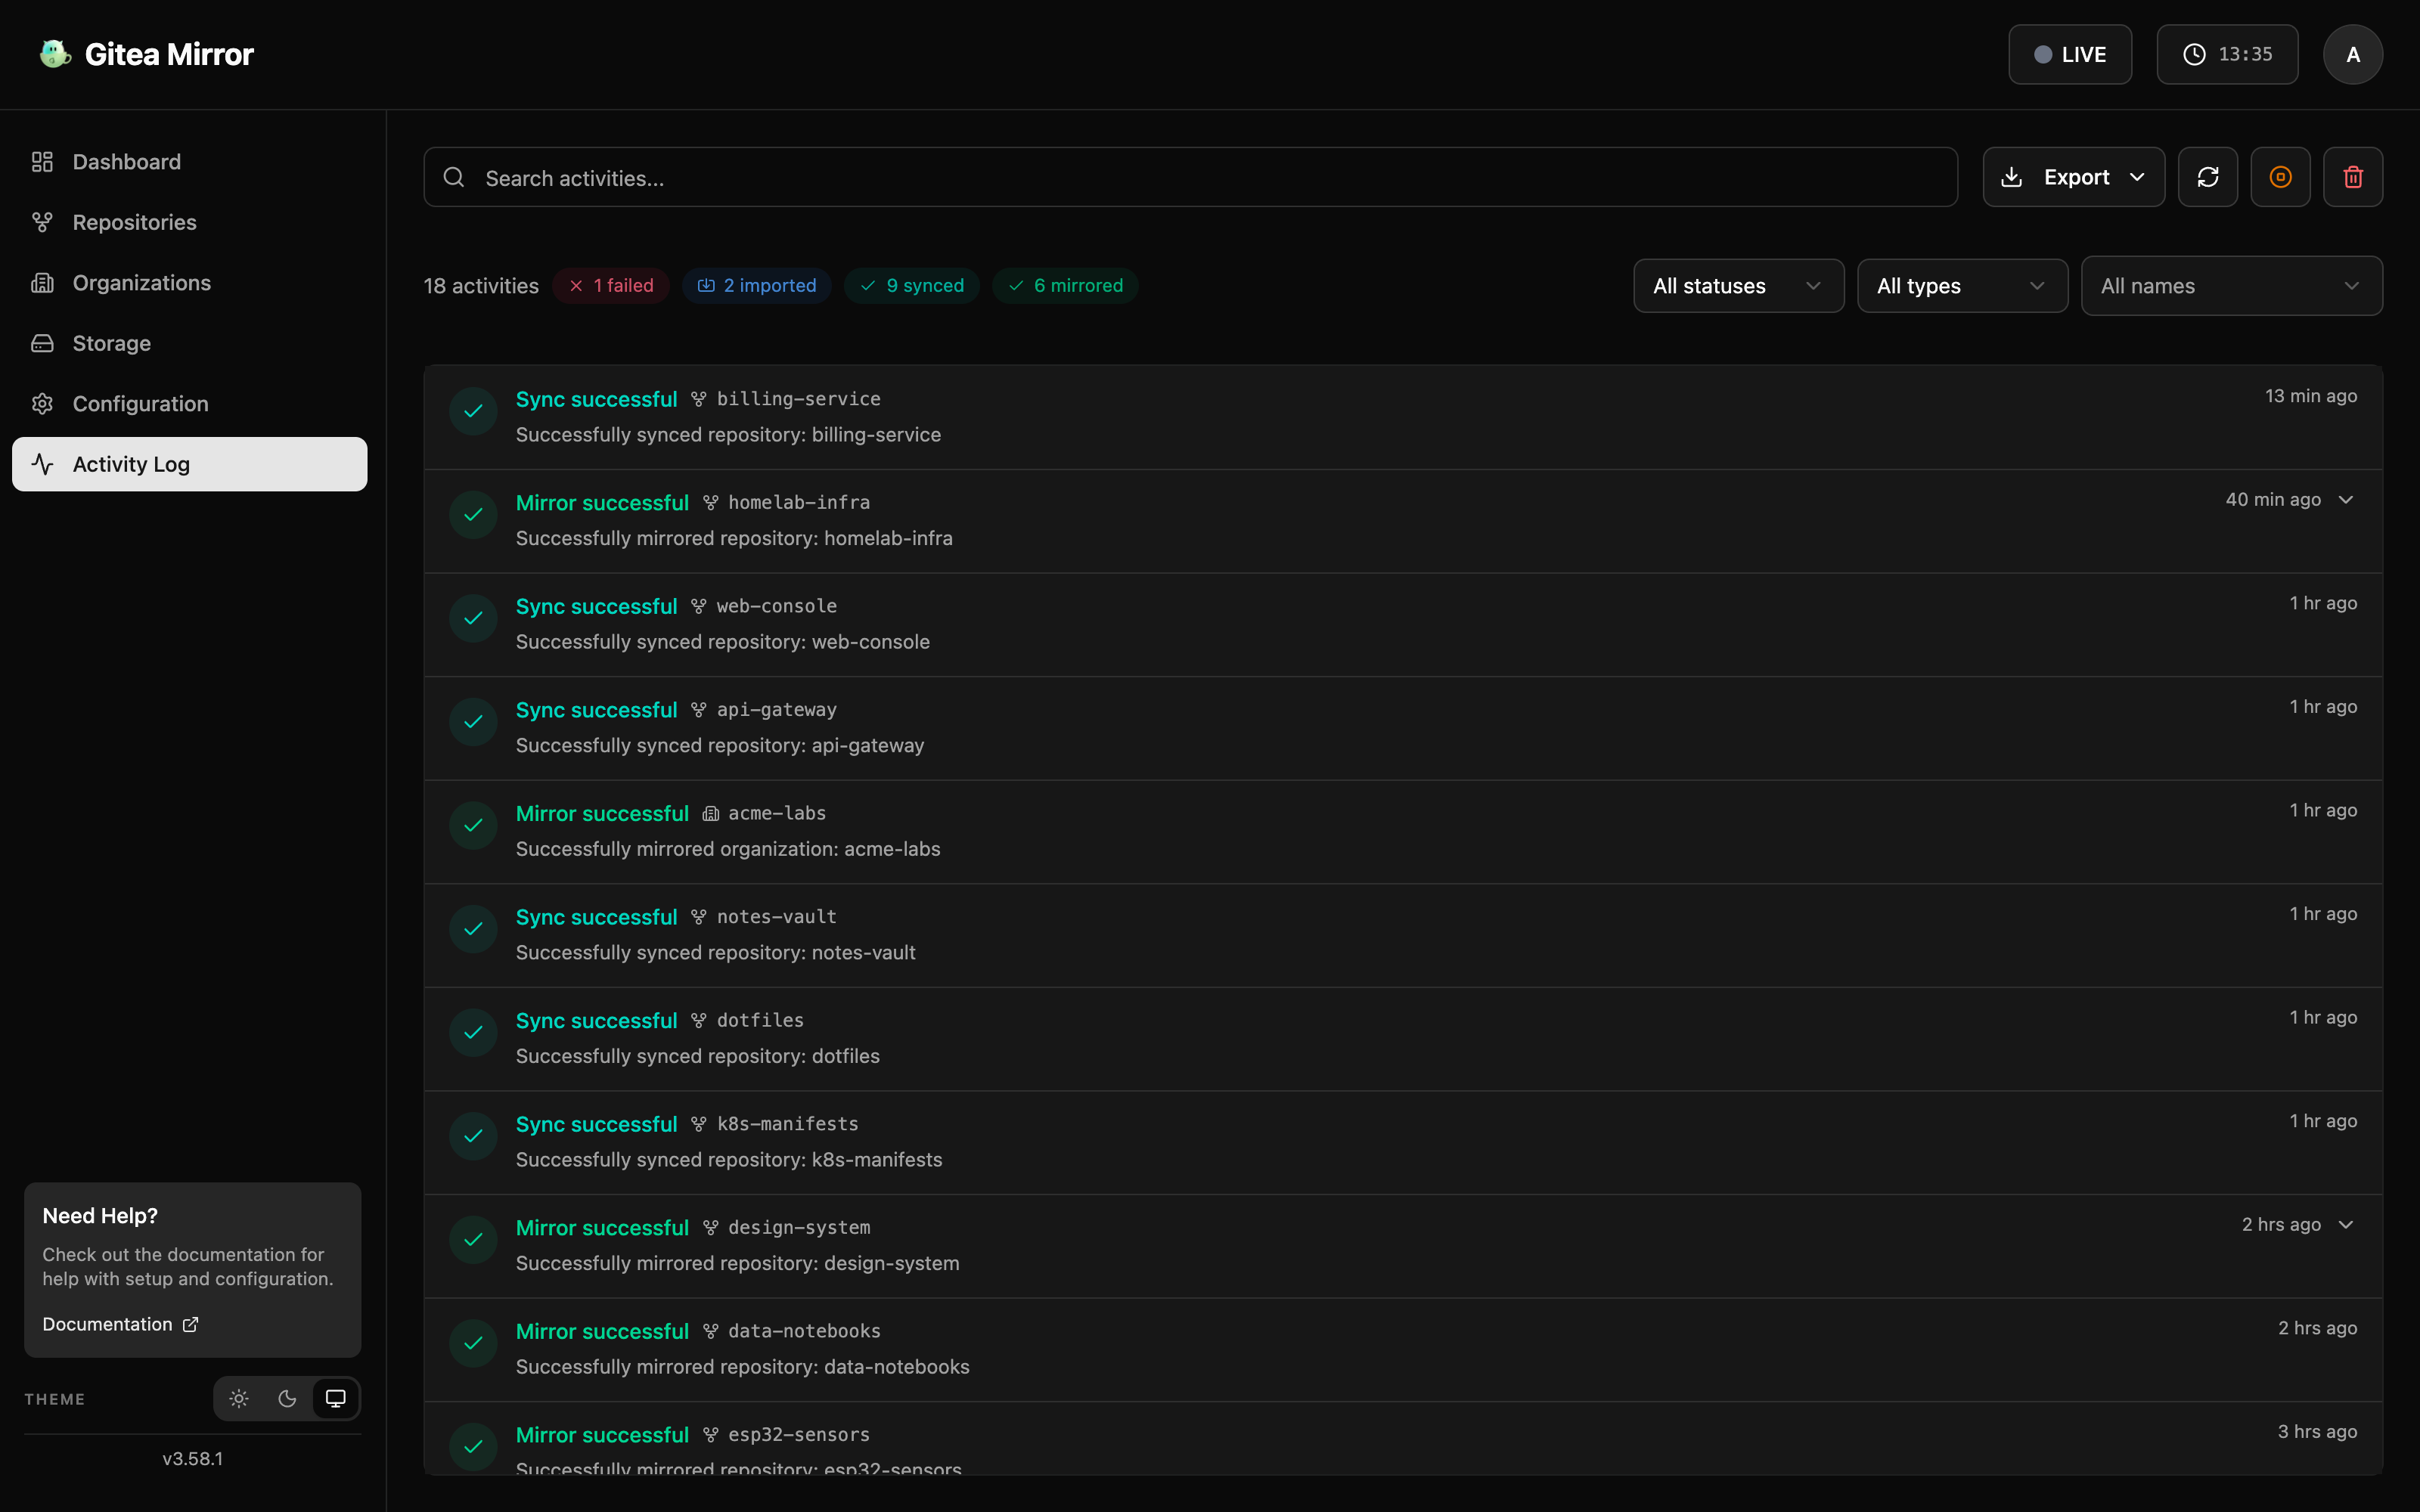 Gitea Mirror
LIVE
13:35
A
Dashboard
Repositories
Organizations
Storage
Configuration
Activity Log
Need Help?
Check out the documentation for
help with setup and configuration.
Documentation
THEME
v3.58.1
Search activities...
Export
18 activities
1 failed
2 imported
9 synced
6 mirrored
All statuses
All types
All names
Sync successful billing-service
13 min ago
Successfully synced repository: billing-service
Mirror successful homelab-infra
40 min ago
Successfully mirrored repository: homelab-infra
Sync successful web-console
1 hr ago
Successfully synced repository: web-console
Sync successful api-gateway
1 hr ago
Successfully synced repository: api-gateway
Mirror successful acme-labs
1 hr ago
Successfully mirrored organization: acme-labs
Sync successful notes-vault
1 hr ago
Successfully synced repository: notes-vault
Sync successful dotfiles
1 hr ago
Successfully synced repository: dotfiles
Sync successful k8s-manifests
1 hr ago
Successfully synced repository: k8s-manifests
Mirror successful design-system
2 hrs ago
Successfully mirrored repository: design-system
Mirror successful data-notebooks
2 hrs ago
Successfully mirrored repository: data-notebooks
Mirror successful esp32-sensors
3 hrs ago
Successfully mirrored repository: esp32-sensors